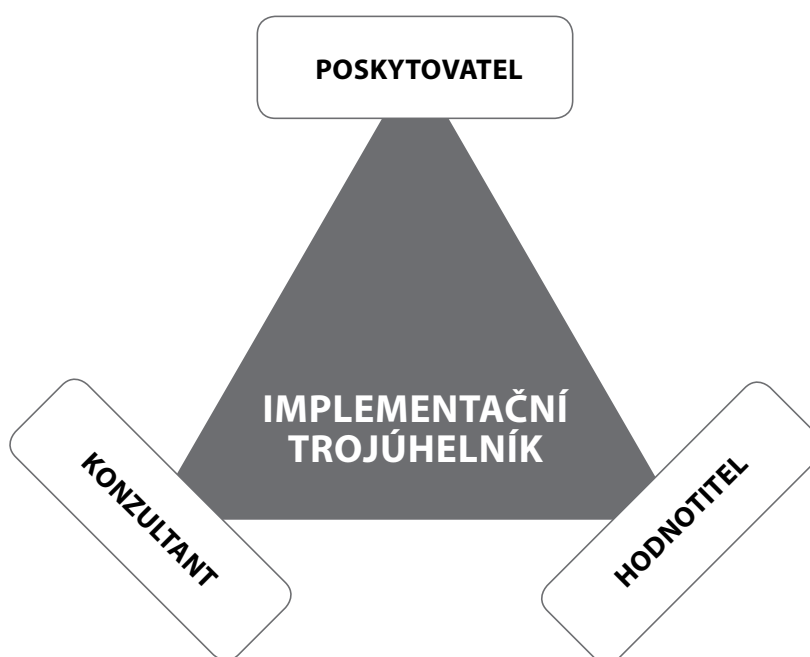 POSKYTOVATEL
IMPLEMENTAČNÍ
TROJÚHELNÍK
KONZULTANT
HODNOTITEL